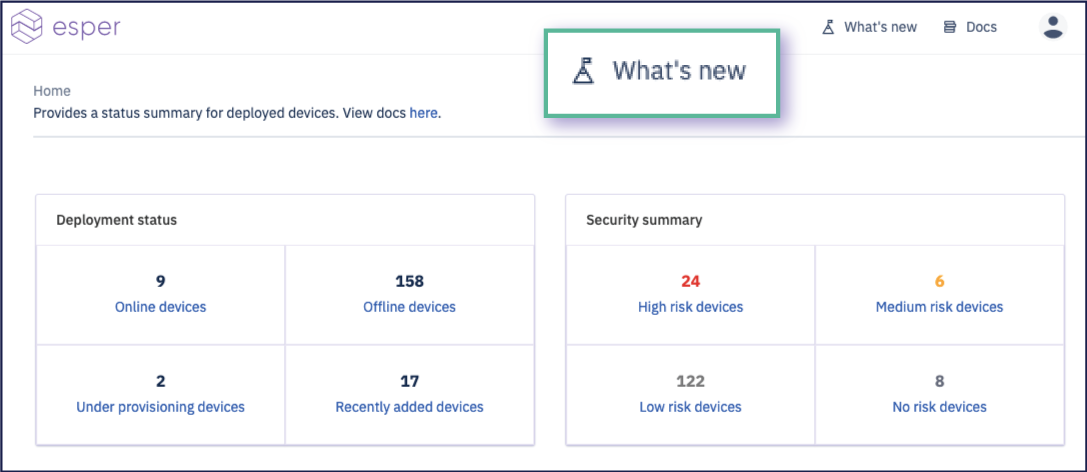 esper
What's new
Docs
What's new
Home
Provides a status summary for deployed devices. View docs here.
Deployment status
9
Online devices
158
Offline devices
2
Under provisioning devices
17
Recently added devices
Security summary
24
High risk devices
6
Medium risk devices
122
Low risk devices
8
No risk devices